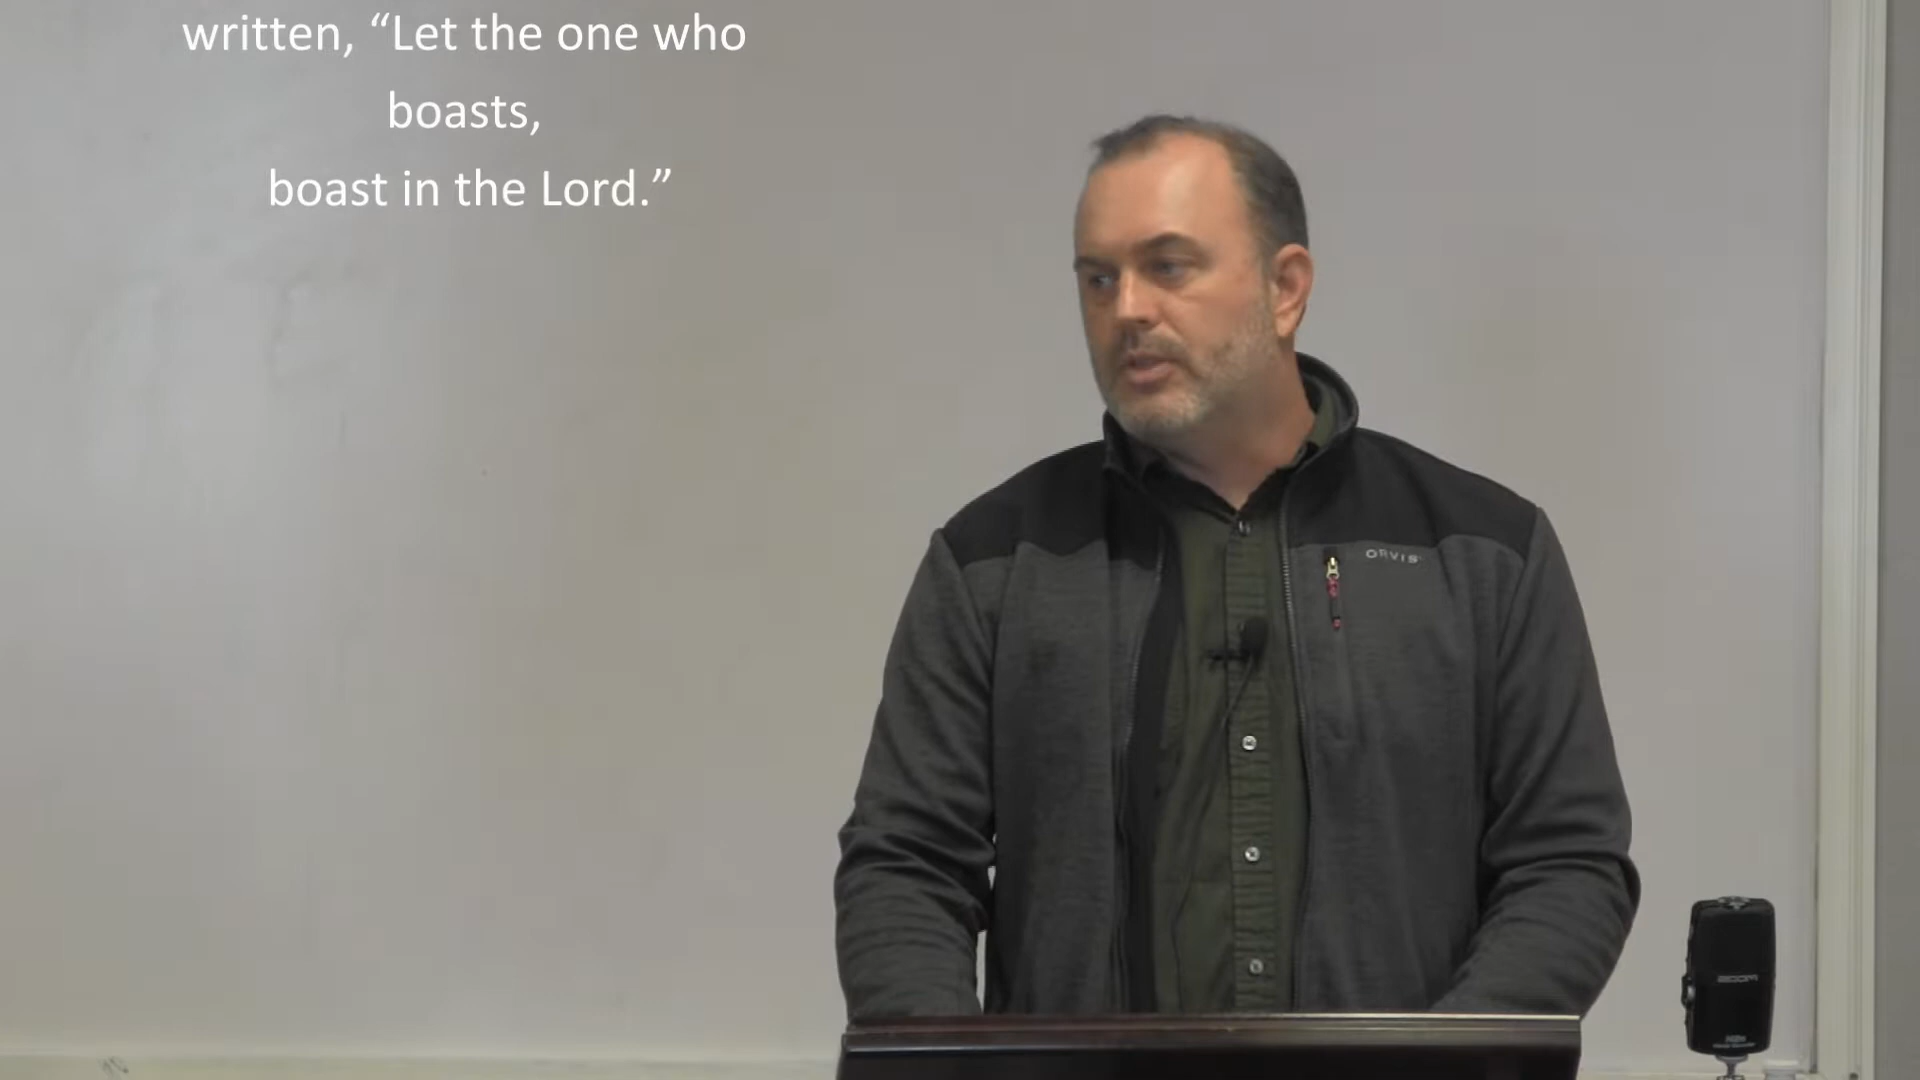 written, “Let the one who
boasts,
boast in the Lord.”
ORVIS
ZOOM